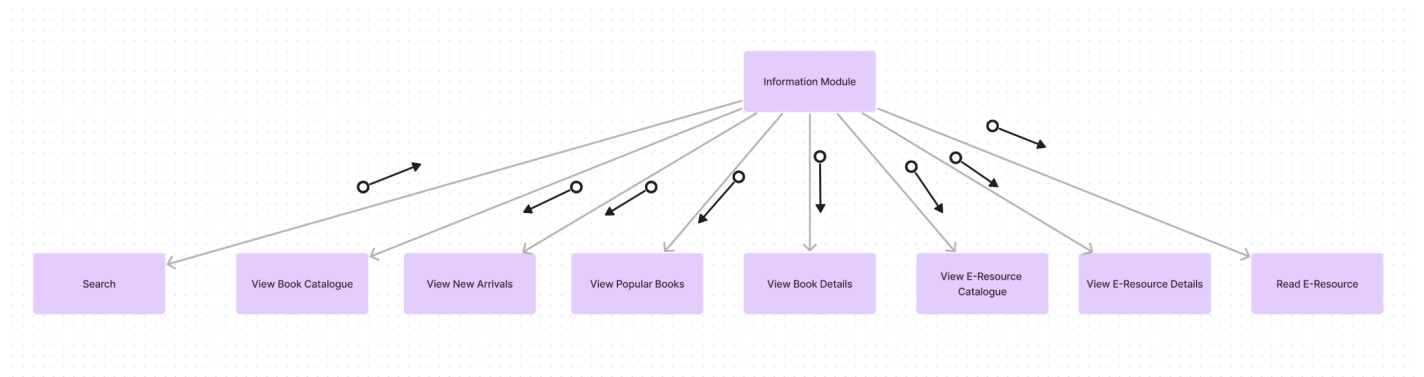 Information Module
Search
View Book Catalogue
View New Arrivals
View Popular Books
View Book Details
View E-Resource
Catalogue
View E-Resource Details
Read E-Resource